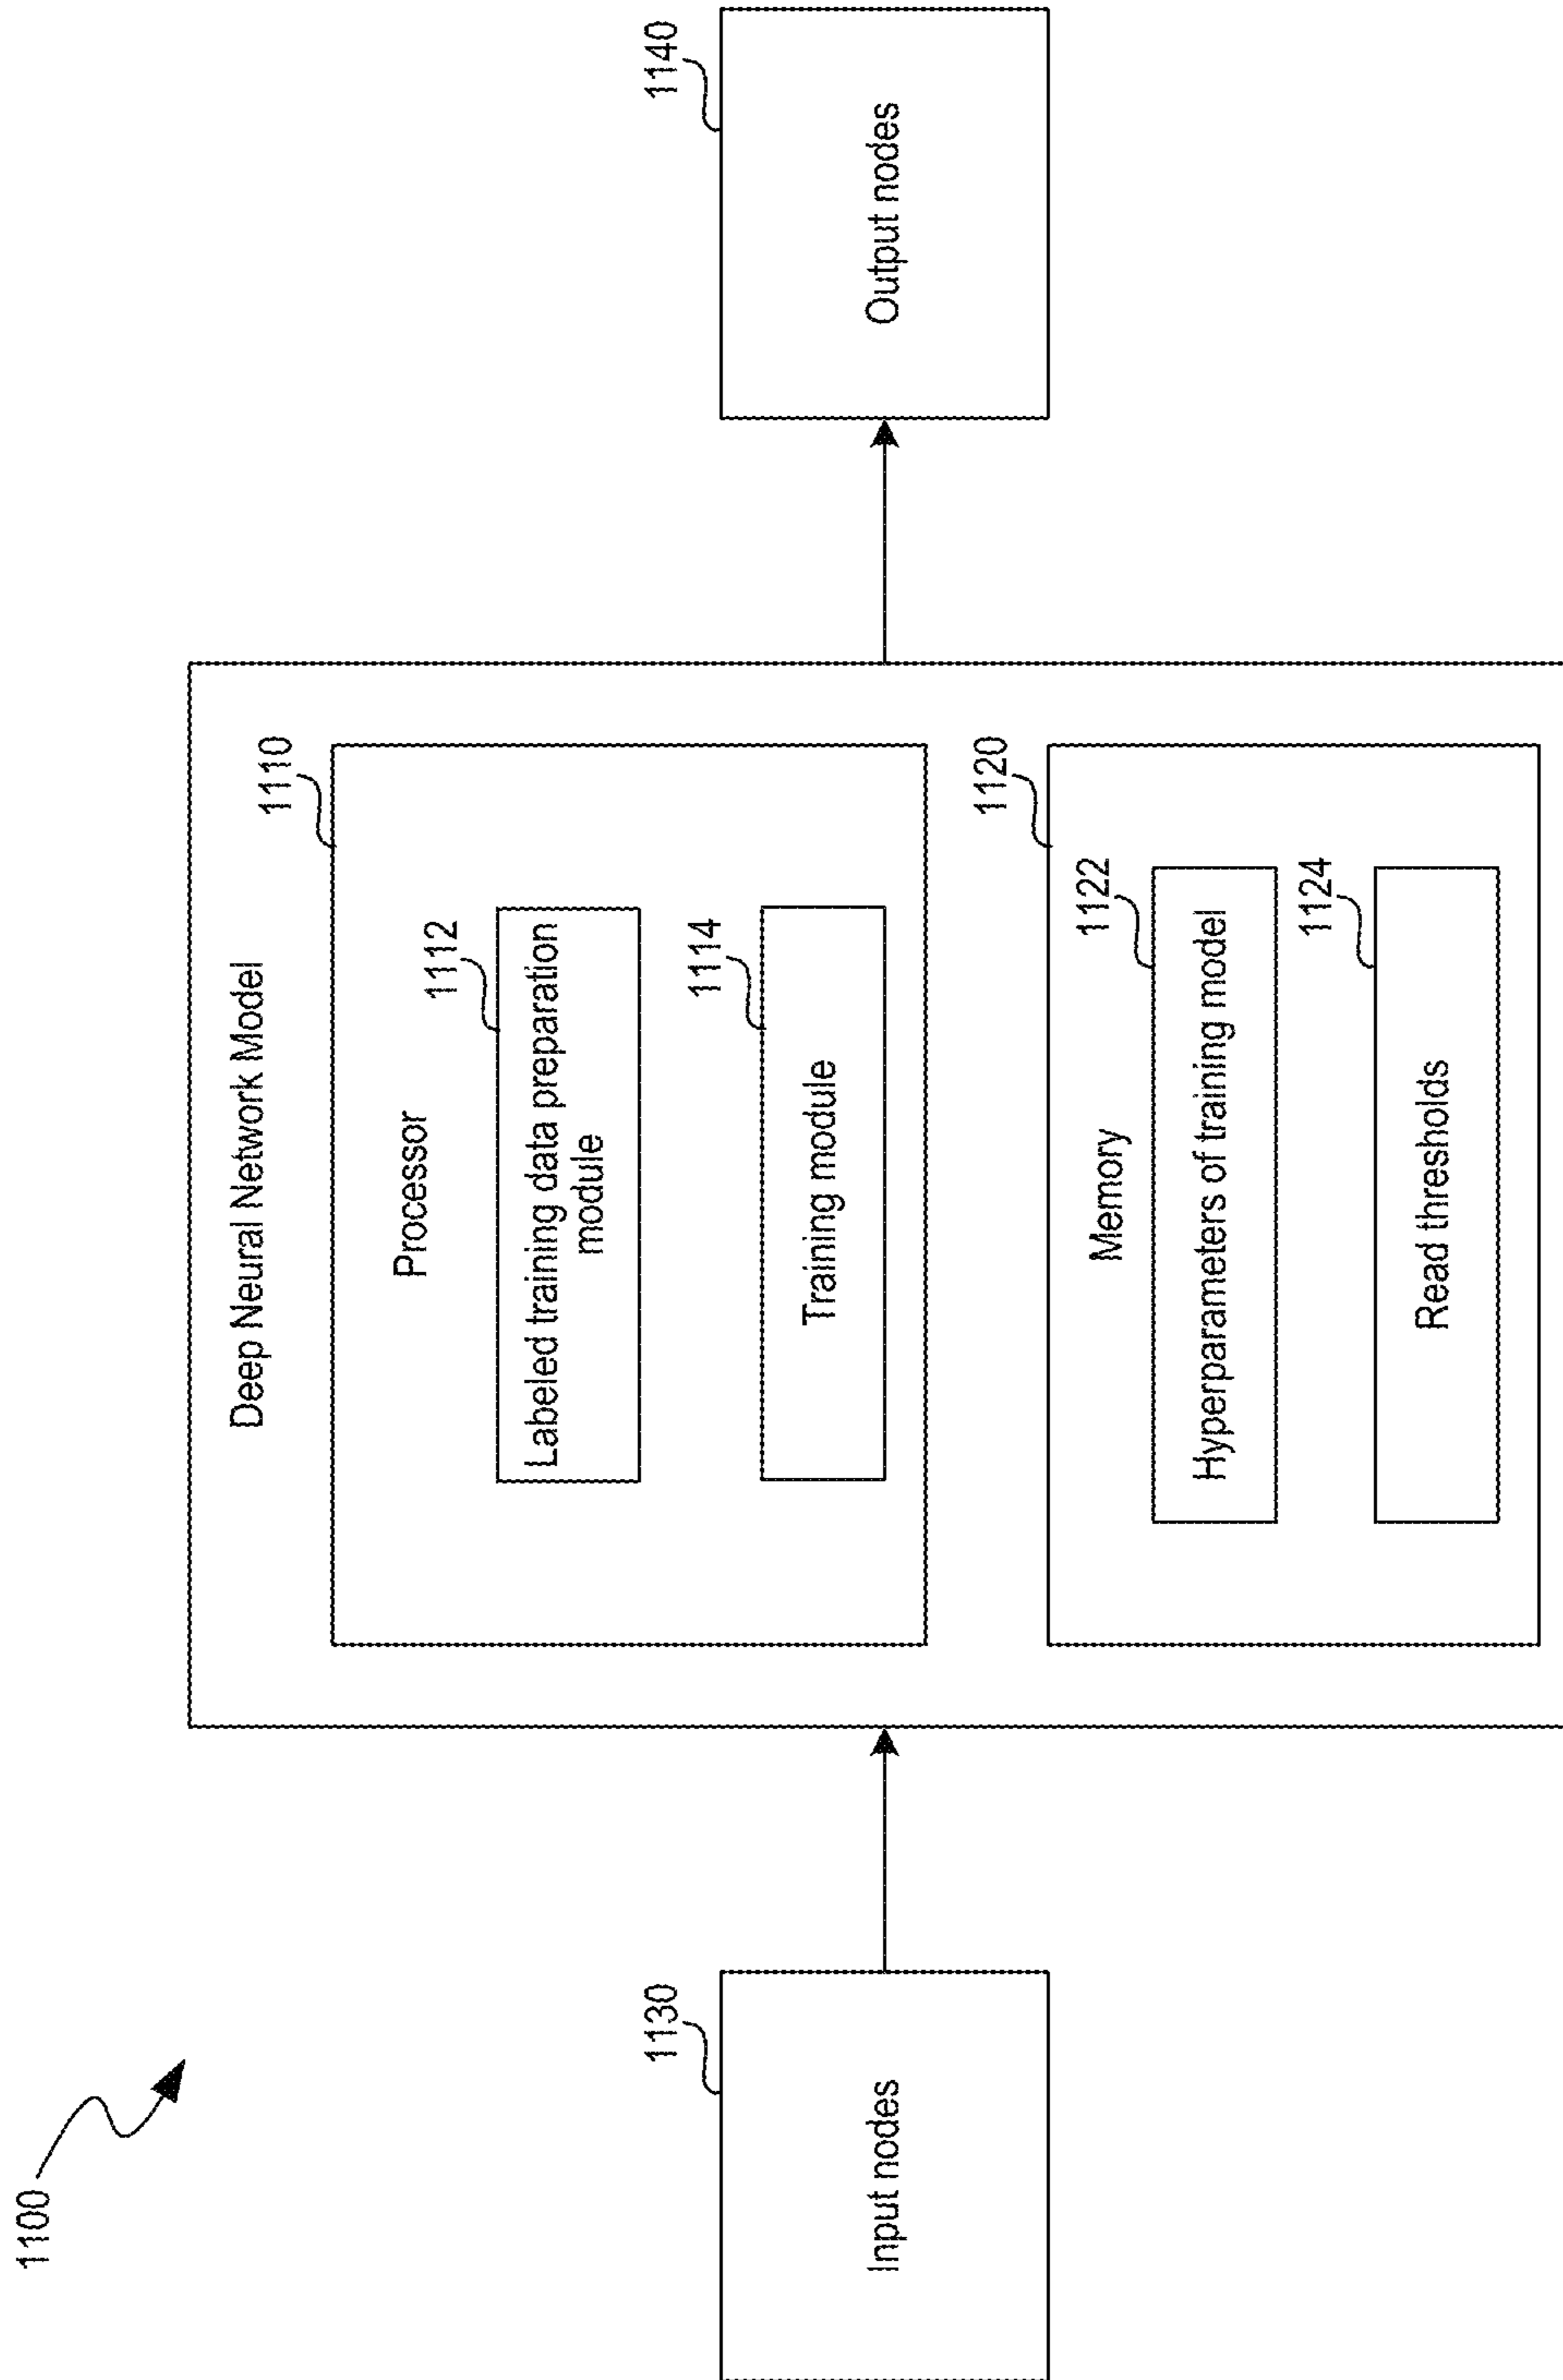 1100
Deep Neural Network Model
1110
Processor
1112
Labeled training data preparation
module
1114
Training module
1120
Memory
1122
Hyperparameters of training model
1124
Read thresholds
1130
Input nodes
1140
Output nodes